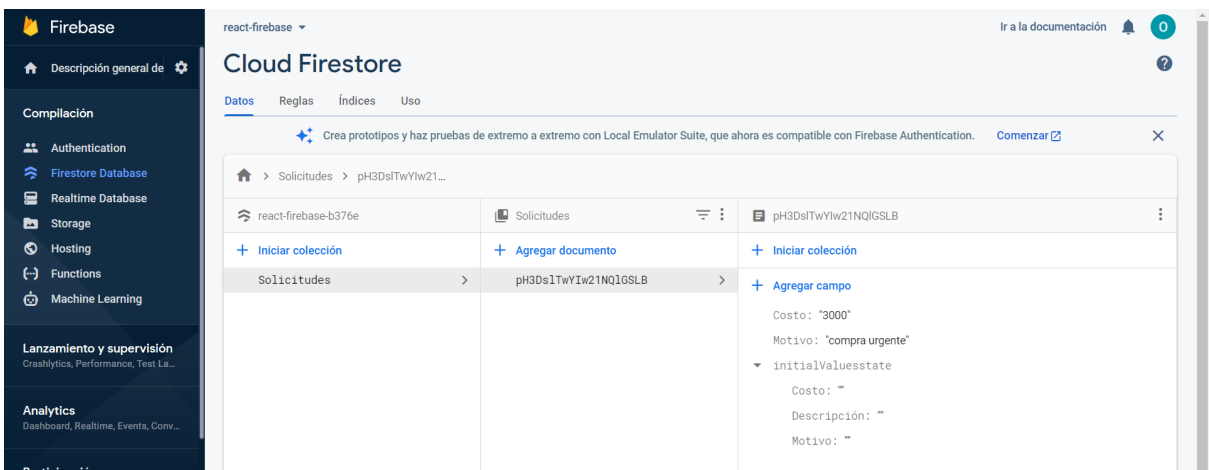 Firebase
Descripción general de
Compilación
Authentication
Firestore Database
Realtime Database
Storage
Hosting
Functions
Machine Learning
Lanzamiento y supervisión
Crashlytics, Performance, Test La...
Analytics
Dashboard, Realtime, Events, Conv...
react-firebase
Ir a la documentación
O
Cloud Firestore
Datos Reglas Índices Uso
Crea prototipos y haz pruebas de extremo a extremo con Local Emulator Suite, que ahora es compatible con Firebase Authentication. Comenzar
> Solicitudes > pH3DslTwYIw21...
react-firebase-b376e
+ Iniciar colección
Solicitudes >
Solicitudes
+ Agregar documento
pH3DslTwYIw21NQlGSLB >
pH3DslTwYIw21NQlGSLB
+ Iniciar colección
+ Agregar campo
Costo: "3000"
Motivo: "compra urgente"
initialValuesstate
Costo: ""
Descripción: ""
Motivo: ""